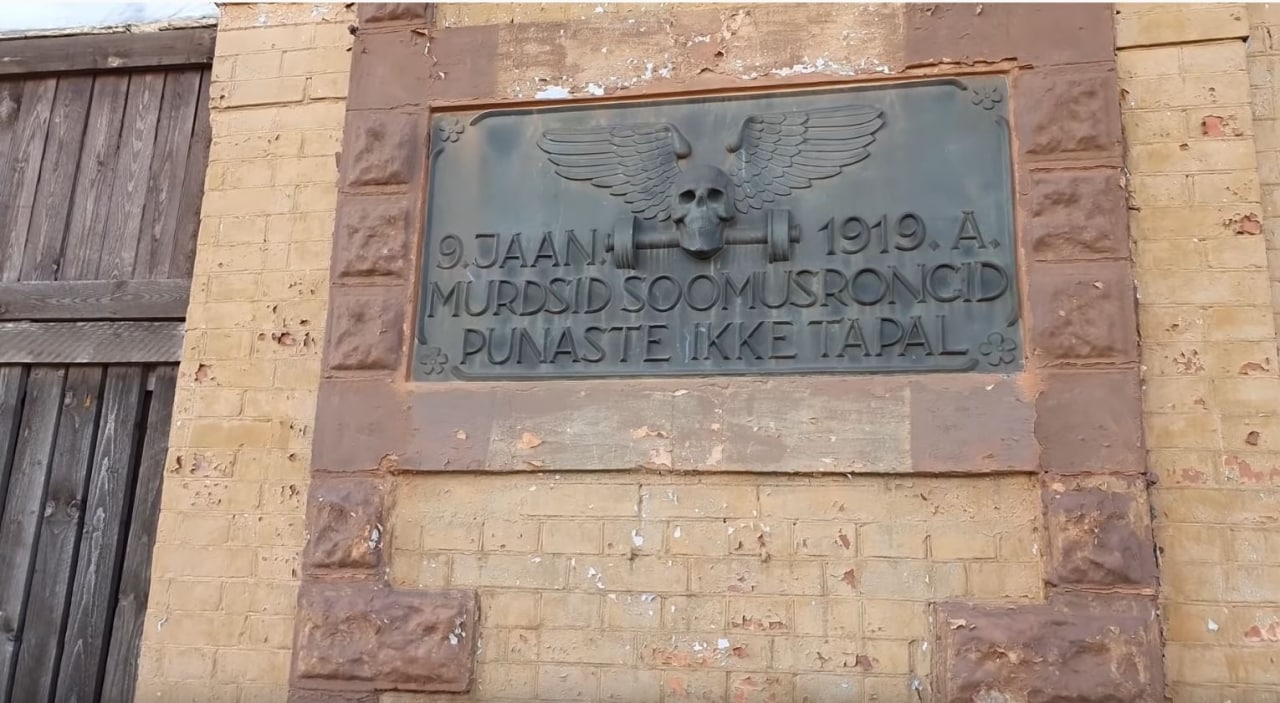 9. JAAN. 1919. A.
MURDSID SOOMUSRONGID
PUNASTE IKKE TAPAL